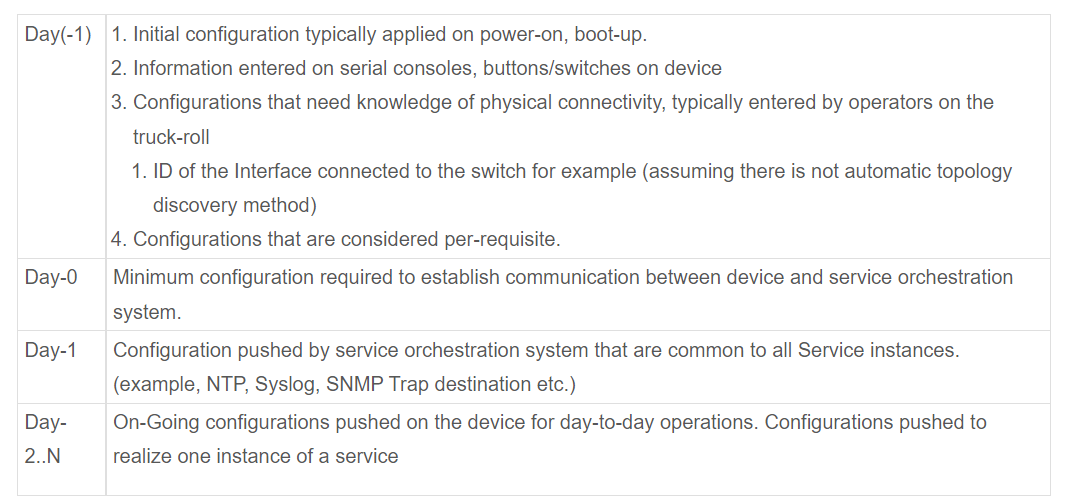 Day(-1)
1. Initial configuration typically applied on power-on, boot-up.
2. Information entered on serial consoles, buttons/switches on device
3. Configurations that need knowledge of physical connectivity, typically entered by operators on the
truck-roll
1. ID of the Interface connected to the switch for example (assuming there is not automatic topology
discovery method)
4. Configurations that are considered per-requisite.
Day-0
Minimum configuration required to establish communication between device and service orchestration
system.
Day-1
Configuration pushed by service orchestration system that are common to all Service instances.
(example, NTP, Syslog, SNMP Trap destination etc.)
Day-
2..N
On-Going configurations pushed on the device for day-to-day operations. Configurations pushed to
realize one instance of a service